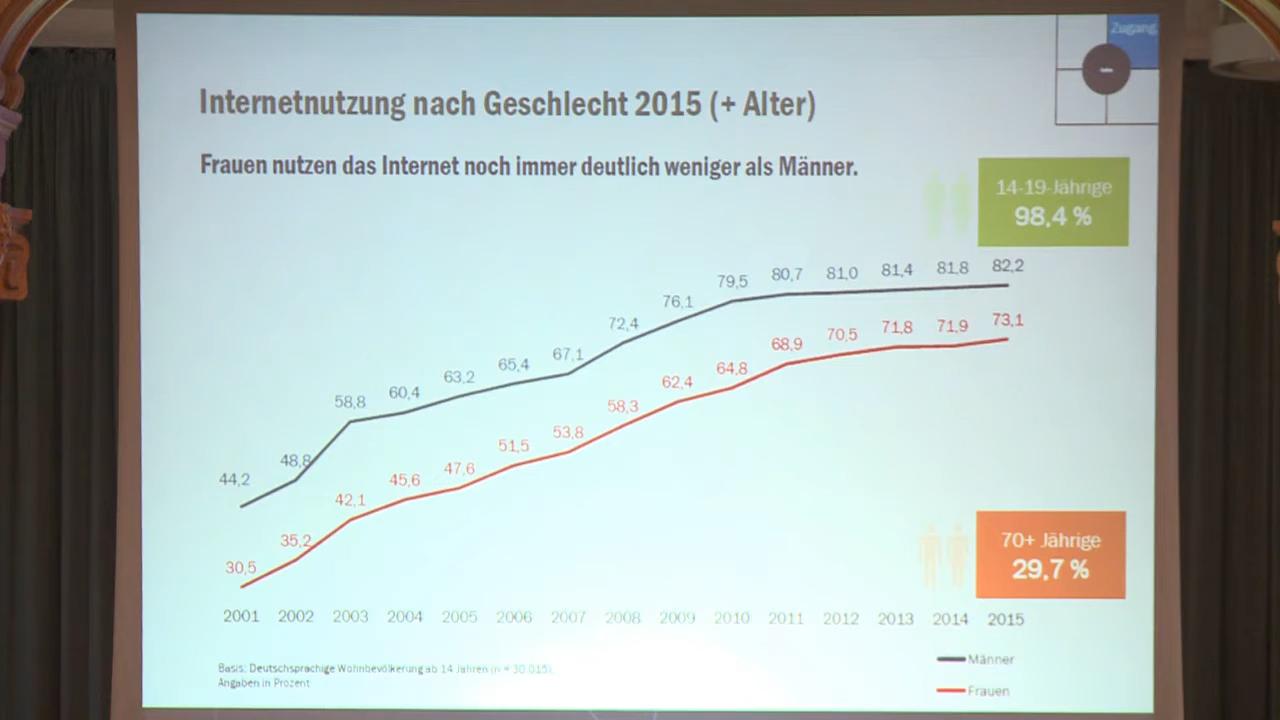 Zugang
Internetnutzung nach Geschlecht 2015 (+ Alter)
Frauen nutzen das Internet noch immer deutlich weniger als Männer.
14-19-Jährige
98,4 %
44,2 48,8 58,8 60,4 63,2 65,4 67,1 72,4 76,1 79,5 80,7 81,0 81,4 81,8 82,2
30,5 35,2 42,1 45,6 47,6 51,5 53,8 58,3 62,4 64,8 68,9 70,5 71,8 71,9 73,1
70+ Jährige
29,7 %
2001 2002 2003 2004 2005 2006 2007 2008 2009 2010 2011 2012 2013 2014 2015
Basis: Deutschsprachige Wohnbevölkerung ab 14 Jahren (n = 30.015).
Angaben in Prozent
Männer
Frauen